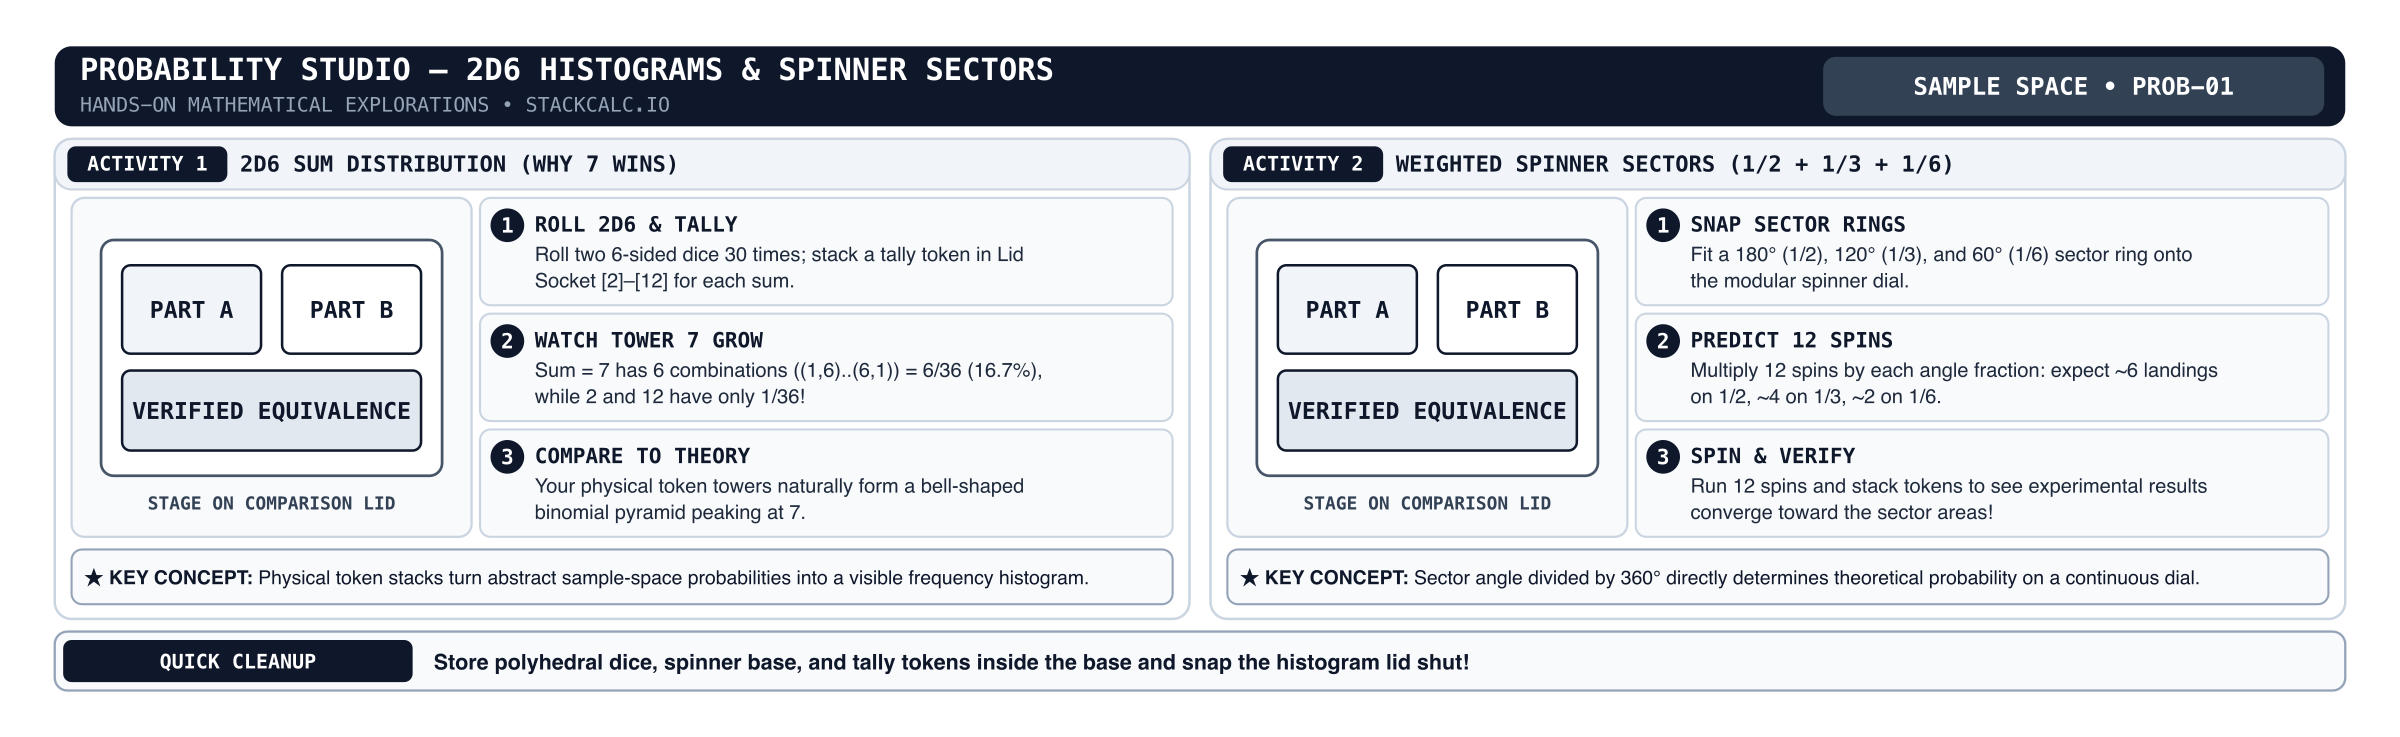 PROBABILITY STUDIO — 2D6 HISTOGRAMS & SPINNER SECTORS
HANDS-ON MATHEMATICAL EXPLORATIONS • STACKCALC.IO
SAMPLE SPACE • PROB-01
ACTIVITY 1
2D6 SUM DISTRIBUTION (WHY 7 WINS)
PART A
PART B
VERIFIED EQUIVALENCE
STAGE ON COMPARISON LID
1
ROLL 2D6 & TALLY
Roll two 6-sided dice 30 times; stack a tally token in Lid
Socket [2]–[12] for each sum.
2
WATCH TOWER 7 GROW
Sum = 7 has 6 combinations ((1,6)..(6,1)) = 6/36 (16.7%),
while 2 and 12 have only 1/36!
3
COMPARE TO THEORY
Your physical token towers naturally form a bell-shaped
binomial pyramid peaking at 7.
★ KEY CONCEPT: Physical token stacks turn abstract sample-space probabilities into a visible frequency histogram.
ACTIVITY 2
WEIGHTED SPINNER SECTORS (1/2 + 1/3 + 1/6)
PART A
PART B
VERIFIED EQUIVALENCE
STAGE ON COMPARISON LID
1
SNAP SECTOR RINGS
Fit a 180° (1/2), 120° (1/3), and 60° (1/6) sector ring onto
the modular spinner dial.
2
PREDICT 12 SPINS
Multiply 12 spins by each angle fraction: expect ~6 landings
on 1/2, ~4 on 1/3, ~2 on 1/6.
3
SPIN & VERIFY
Run 12 spins and stack tokens to see experimental results
converge toward the sector areas!
★ KEY CONCEPT: Sector angle divided by 360° directly determines theoretical probability on a continuous dial.
QUICK CLEANUP
Store polyhedral dice, spinner base, and tally tokens inside the base and snap the histogram lid shut!